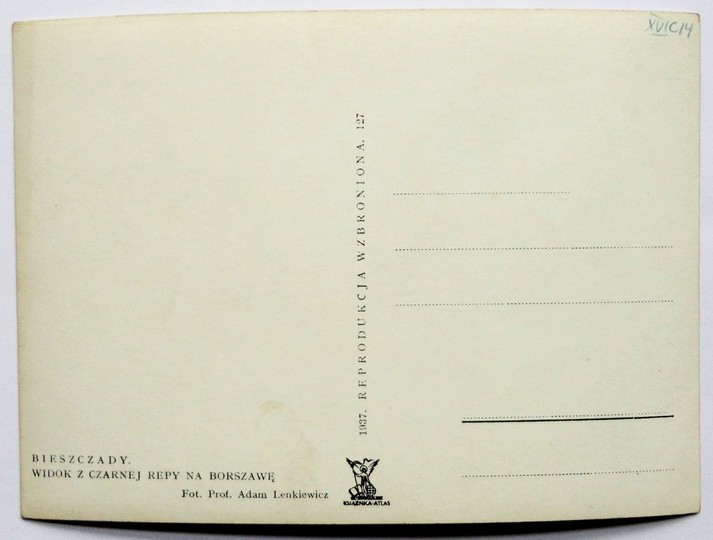 XVIC14
1937. REPRODUKCJA WZBRONIONA. 127
BIESZCZADY.
WIDOK Z CZARNEJ REPY NA BORSZAWĘ
Fot. Prof. Adam Lenkiewicz
KSIĄŻNICA-ATLAS